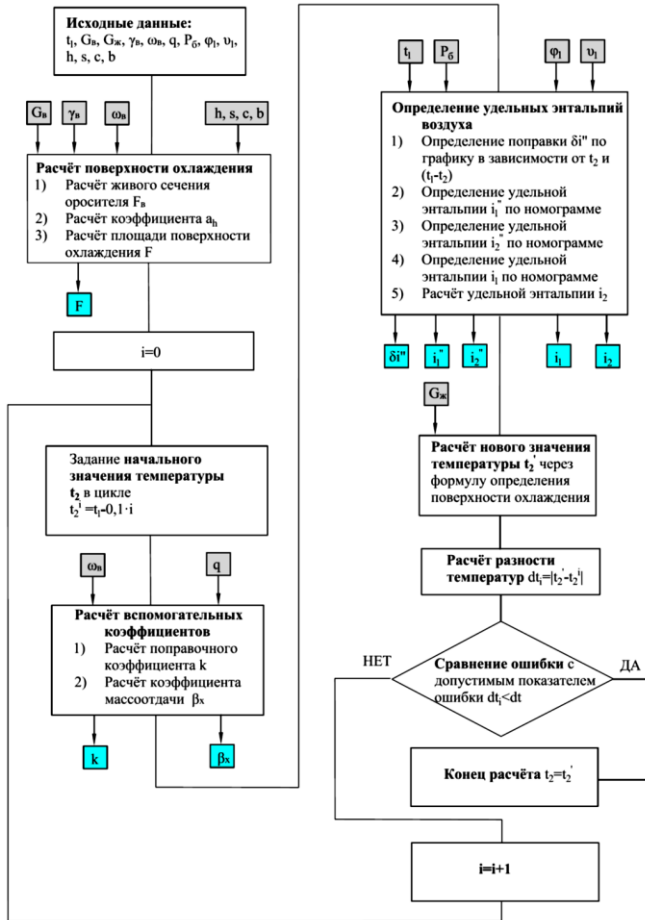 Исходные данные:
t₁, Gв, Gж, γв, ωв, q, Pб, φ₁, υ₁,
h, s, c, b
Gв γв ωв h, s, c, b
Расчёт поверхности охлаждения
1) Расчёт живого сечения
оросителя Fв
2) Расчёт коэффициента ah
3) Расчёт площади поверхности
охлаждения F
F
i=0
Задание начального
значения температуры
t₂ в цикле
t₂ⁱ =t₁-0,1·i
ωв q
Расчёт вспомогательных
коэффициентов
1) Расчёт поправочного
коэффициента k
2) Расчёт коэффициента
массоотдачи βx
k βx
t₁ Pб φ₁ υ₁
Определение удельных энтальпий
воздуха
1) Определение поправки δi" по
графику в зависимости от t₂ и
(t₁-t₂)
2) Определение удельной
энтальпии i₁" по номограмме
3) Определение удельной
энтальпии i₂" по номограмме
4) Определение удельной
энтальпии i₁ по номограмме
5) Расчёт удельной энтальпии i₂
δi" i₁" i₂" i₁ i₂
Gж
Расчёт нового значения
температуры t₂' через
формулу определения
поверхности охлаждения
Расчёт разности
температур dtᵢ=|t₂'-t₂ⁱ|
НЕТ
ДА
Сравнение ошибки с
допустимым показателем
ошибки dtᵢ<dt
Конец расчёта t₂=t₂'
i=i+1